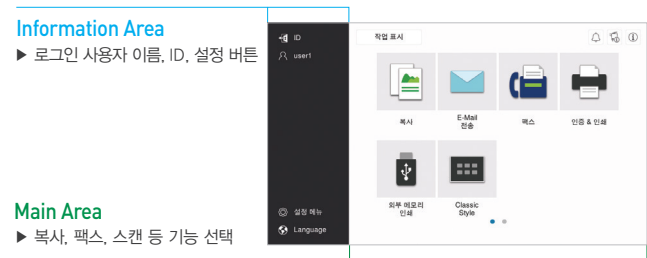 Information Area
▶ 로그인 사용자 이름, ID, 설정 버튼
Main Area
▶ 복사, 팩스, 스캔 등 기능 선택
ID
user1
설정 메뉴
Language
작업 표시
복사
E-Mail
전송
팩스
인증 & 인쇄
외부 메모리
인쇄
Classic
Style